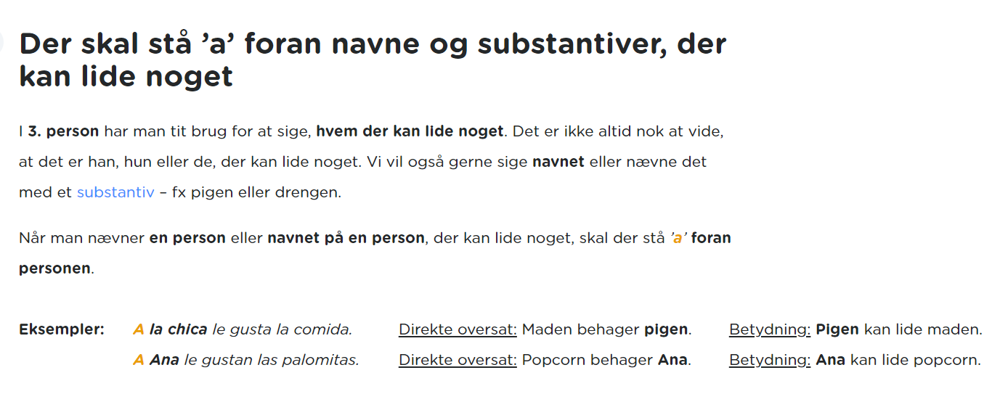 Der skal stå ’a’ foran navne og substantiver, der
kan lide noget
I 3. person har man tit brug for at sige, hvem der kan lide noget. Det er ikke altid nok at vide,
at det er han, hun eller de, der kan lide noget. Vi vil også gerne sige navnet eller nævne det
med et substantiv – fx pigen eller drengen.
Når man nævner en person eller navnet på en person, der kan lide noget, skal der stå ’a’ foran
personen.
Eksempler: A la chica le gusta la comida. Direkte oversat: Maden behager pigen. Betydning: Pigen kan lide maden.
A Ana le gustan las palomitas. Direkte oversat: Popcorn behager Ana. Betydning: Ana kan lide popcorn.